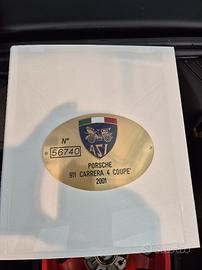 ASI
N°
56740
PORSCHE
911 CARRERA 4 COUPE'
2001